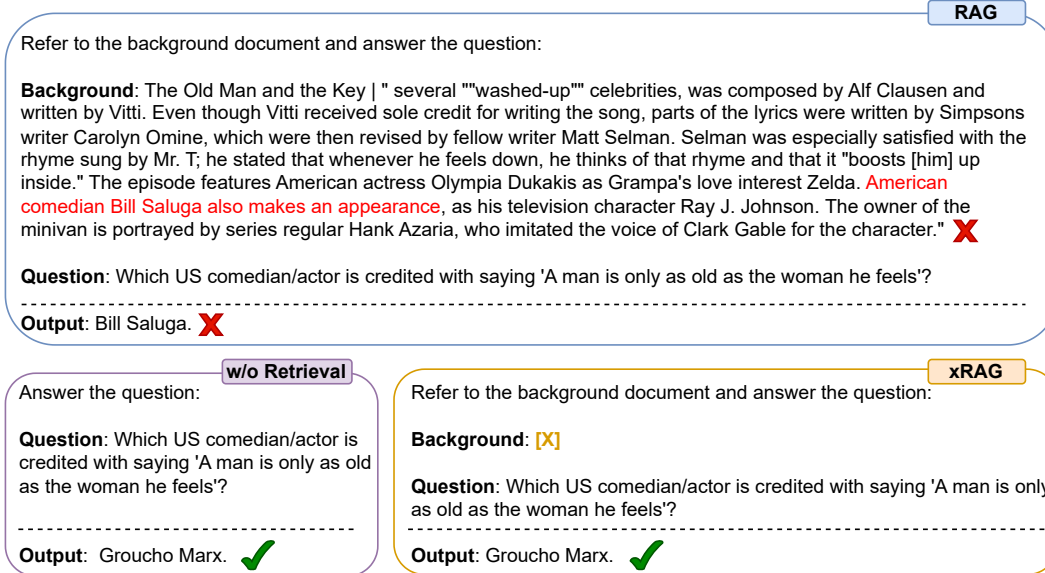 RAG
Refer to the background document and answer the question:
Background: The Old Man and the Key | " several ""washed-up"" celebrities, was composed by Alf Clausen and
written by Vitti. Even though Vitti received sole credit for writing the song, parts of the lyrics were written by Simpsons
writer Carolyn Omine, which were then revised by fellow writer Matt Selman. Selman was especially satisfied with the
rhyme sung by Mr. T; he stated that whenever he feels down, he thinks of that rhyme and that it "boosts [him] up
inside." The episode features American actress Olympia Dukakis as Grampa's love interest Zelda. American
comedian Bill Saluga also makes an appearance, as his television character Ray J. Johnson. The owner of the
minivan is portrayed by series regular Hank Azaria, who imitated the voice of Clark Gable for the character."
Question: Which US comedian/actor is credited with saying 'A man is only as old as the woman he feels'?
Output: Bill Saluga.
w/o Retrieval
Answer the question:
Question: Which US comedian/actor is
credited with saying 'A man is only as old
as the woman he feels'?
Output: Groucho Marx.
xRAG
Refer to the background document and answer the question:
Background: [X]
Question: Which US comedian/actor is credited with saying 'A man is only
as old as the woman he feels'?
Output: Groucho Marx.